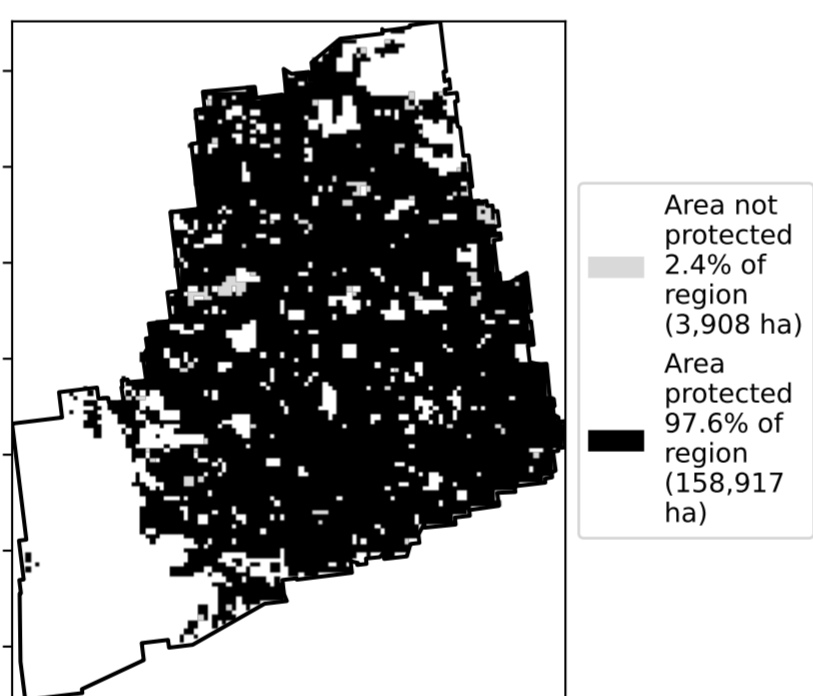 Area not
protected
2.4% of
region
(3,908 ha)
Area
protected
97.6% of
region
(158,917
ha)